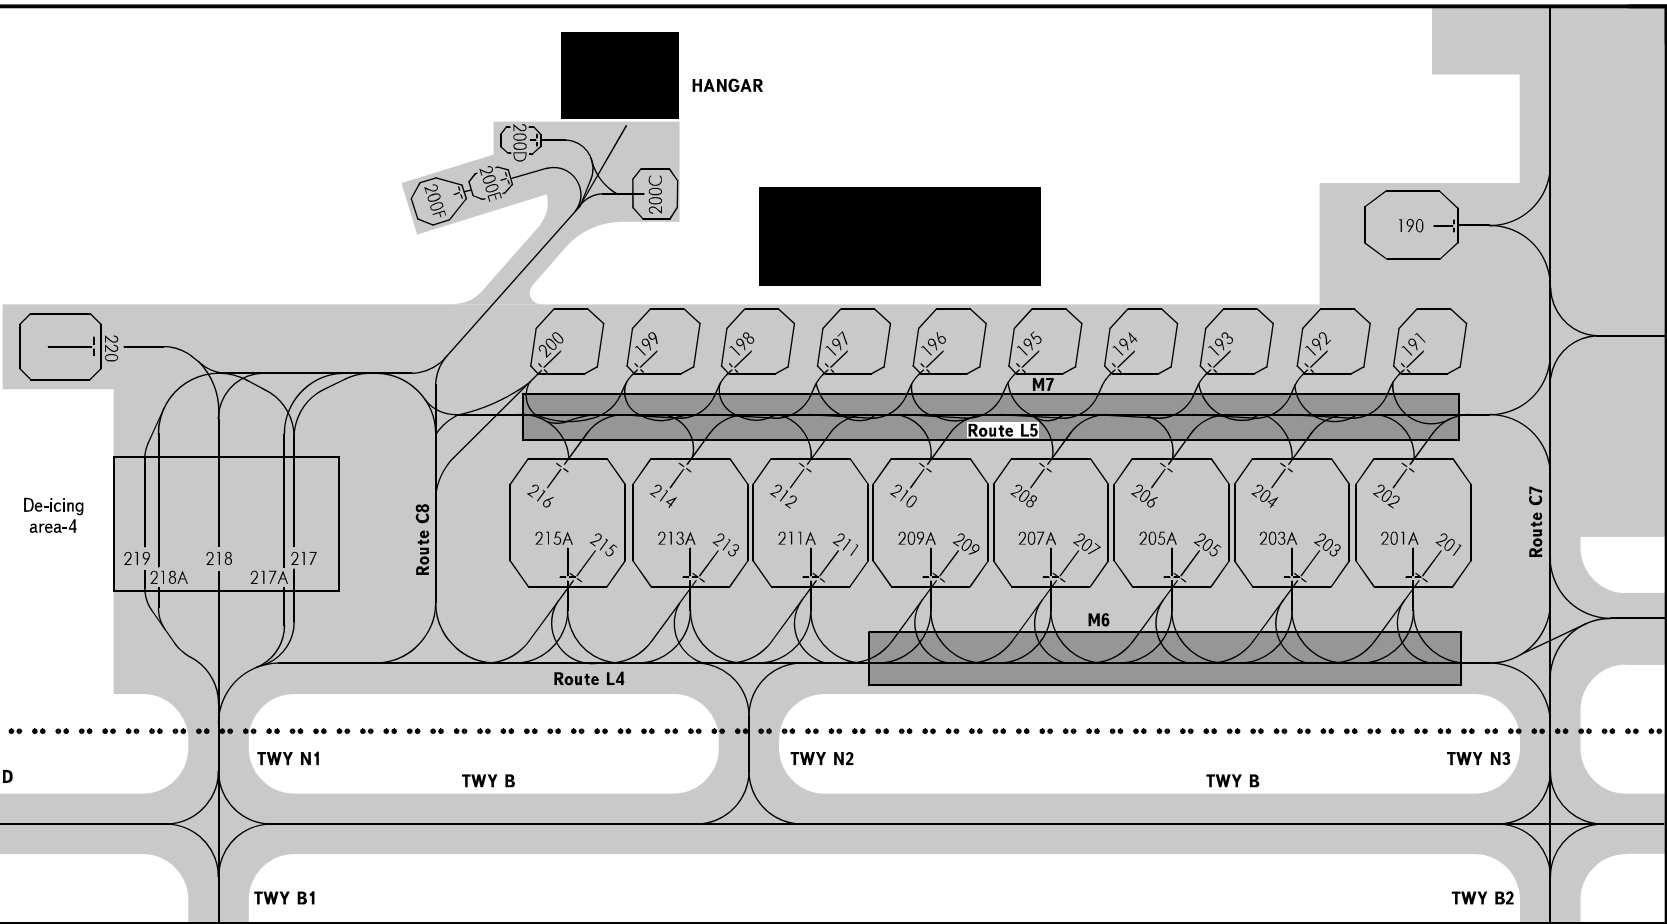 HANGAR
200D
200E
200F
200C
190
220
200
199
198
197
196
195
194
193
192
191
M7
Route L5
De-icing
area-4
216
214
212
210
208
206
204
202
Route C8
Route C7
215A
215
213A
213
211A
211
209A
209
207A
207
205A
205
203A
203
201A
201
219
218
217
218A
217A
M6
Route L4
TWY N1
TWY N2
TWY N3
D
TWY B
TWY B
TWY B1
TWY B2